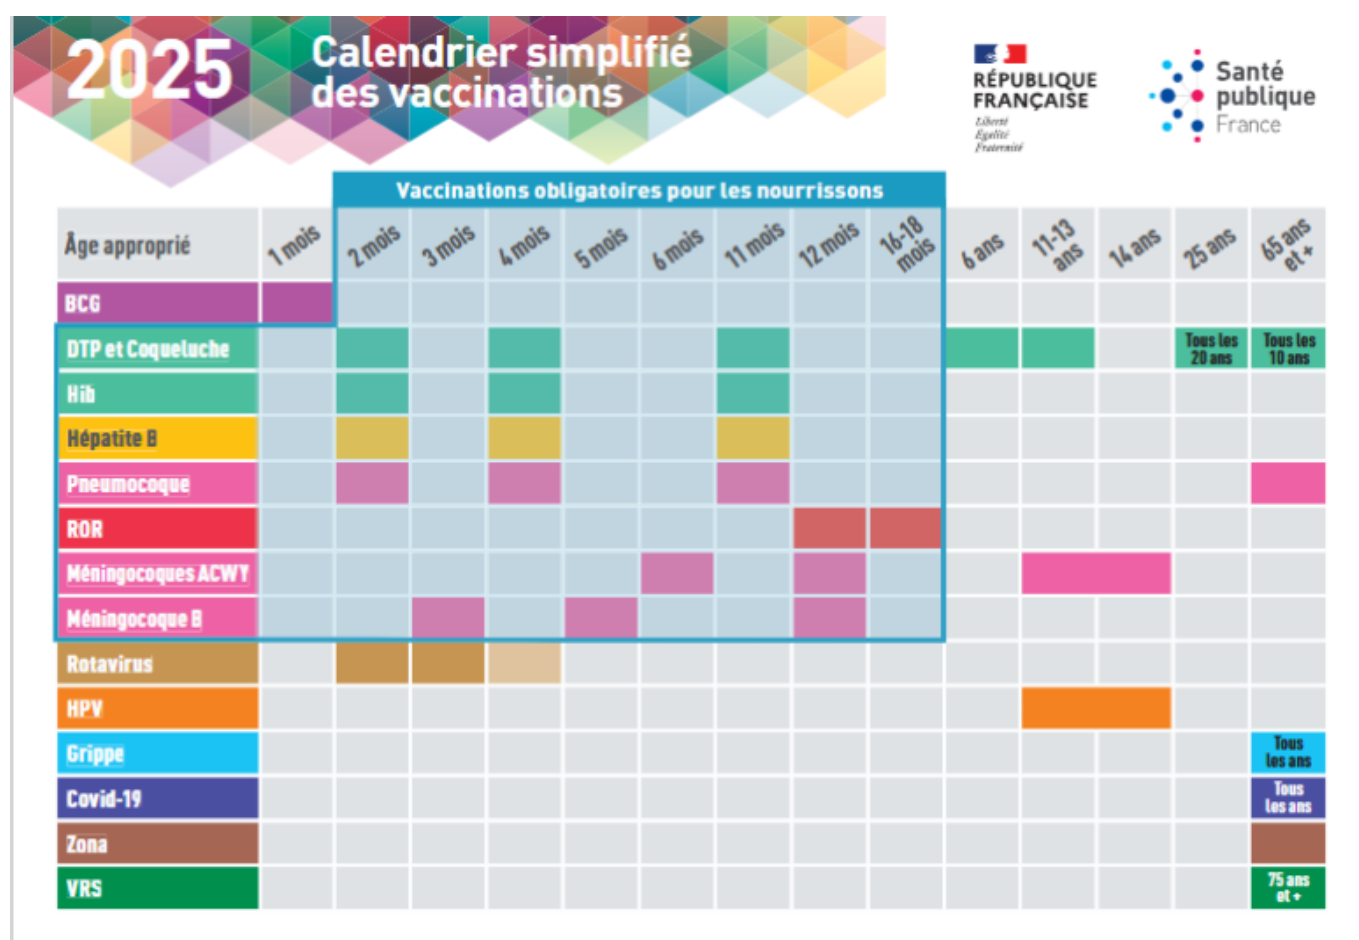 2025
Calendrier simplifié
des vaccinations
RÉPUBLIQUE
FRANÇAISE
Liberté
Égalité
Fraternité
Santé
publique
France
Vaccinations obligatoires pour les nourrissons
Âge approprié
1 mois
2 mois
3 mois
4 mois
5 mois
6 mois
11 mois
12 mois
16-18
mois
6 ans
11-13
ans
14 ans
25 ans
65 ans
et +
BCG
DTP et Coqueluche
Tous les
20 ans
Tous les
10 ans
Hib
Hépatite B
Pneumocoque
ROR
Méningocoques ACWY
Méningocoque B
Rotavirus
HPV
Grippe
Tous
les ans
Covid-19
Tous
les ans
Zona
VRS
75 ans
et +